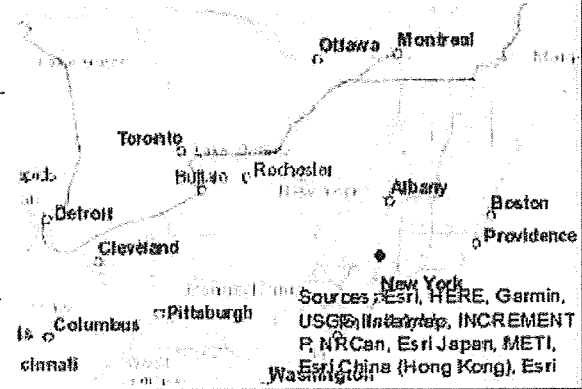 Ottawa
Montreal
Toronto
Buffalo
Rochester
Albany
Detroit
Boston
Providence
Cleveland
New York
Sources: Esri, HERE, Garmin,
USGS, Intermap, INCREMENT
Pittsburgh
Columbus
P, NRCan, Esri Japan, METI,
cinnati
Washington
Esri China (Hong Kong), Esri